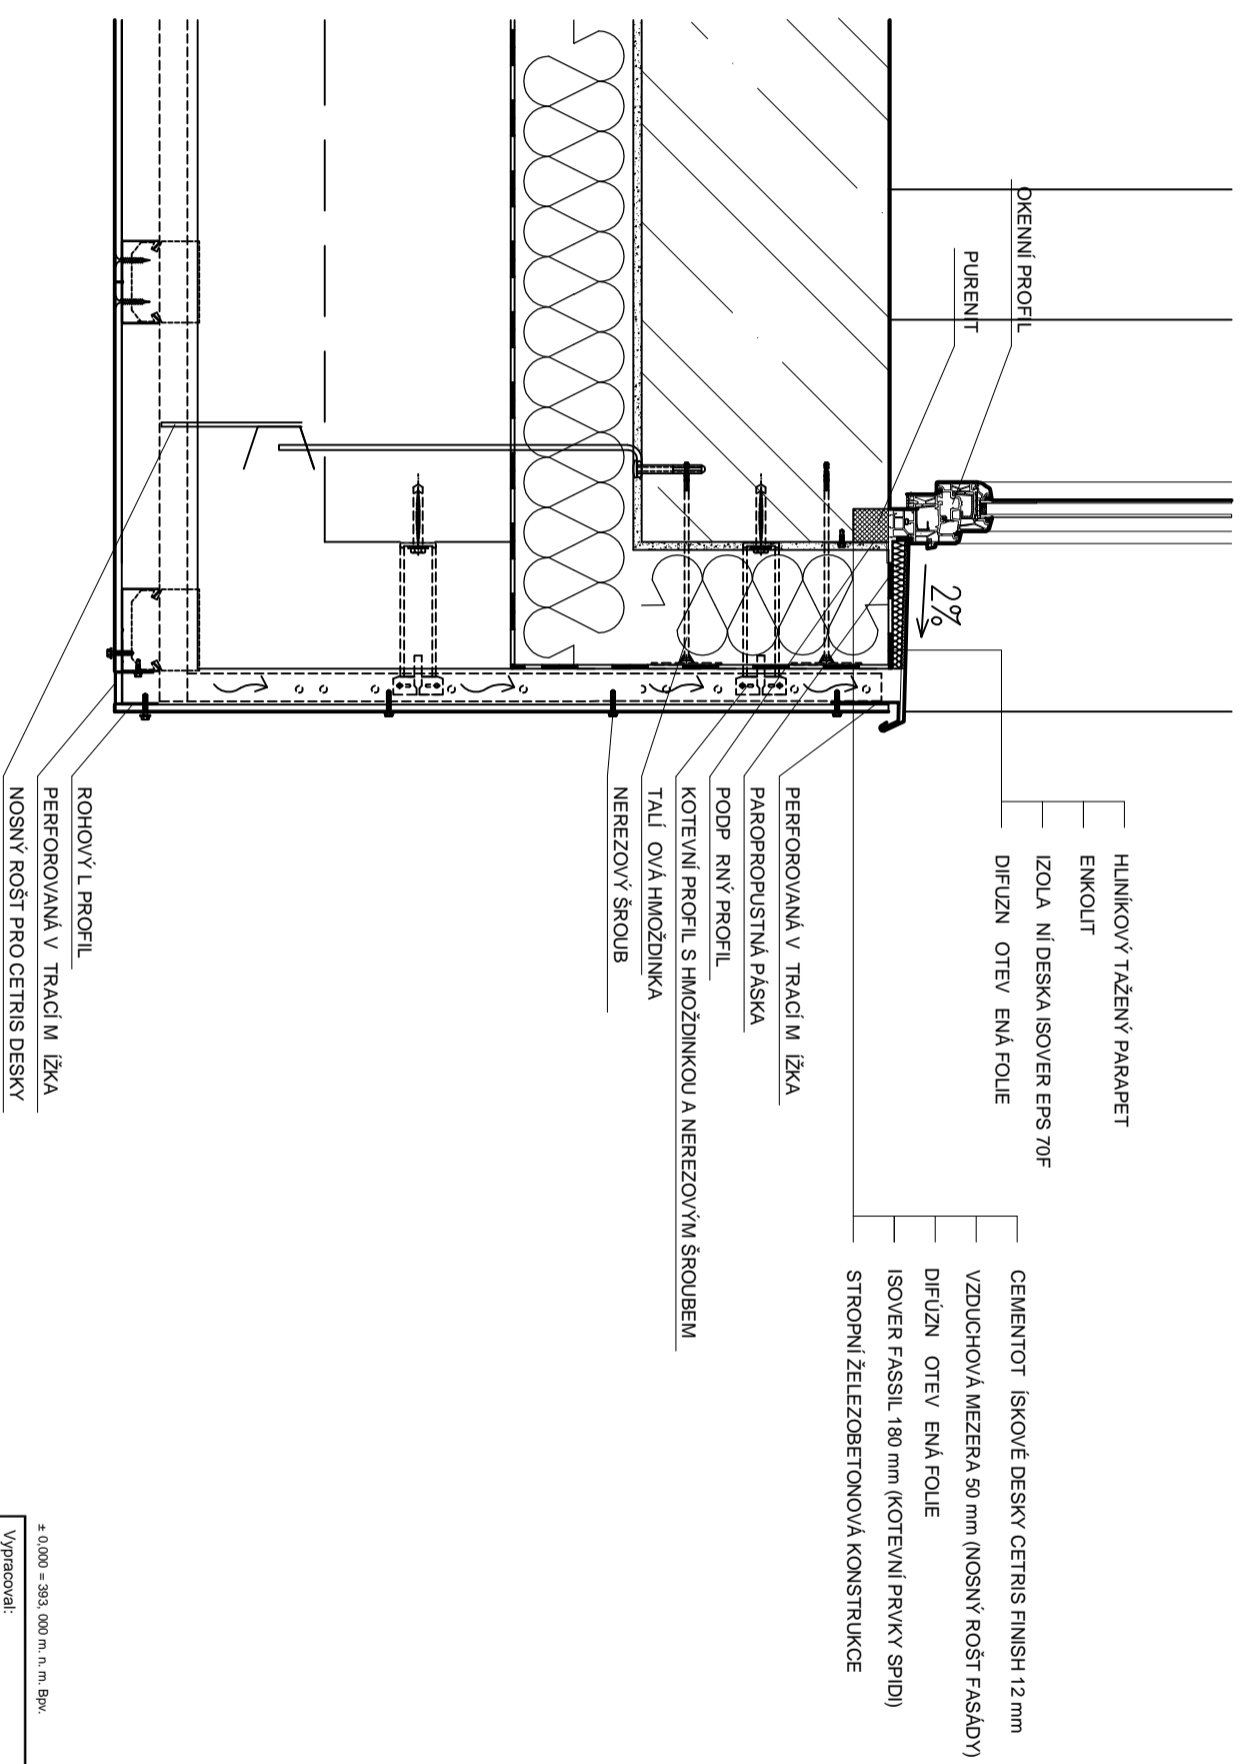 OKENNÍ PROFIL
PURENIT
2%
HLINÍKOVÝ TAŽENÝ PARAPET
ENKOLIT
IZOLA NÍ DESKA ISOVER EPS 70F
DIFUZN OTEV ENÁ FOLIE
CEMENTOT ÍSKOVÉ DESKY CETRIS FINISH 12 mm
VZDUCHOVÁ MEZERA 50 mm (NOSNÝ ROŠT FASÁDY)
DIFÚZN OTEV ENÁ FOLIE
ISOVER FASSIL 180 mm (KOTEVNÍ PRVKY SPIDI)
STROPNÍ ŽELEZOBETONOVÁ KONSTRUKCE
PERFOROVANÁ V TRACÍ M ÍŽKA
PAROPROPUSTNÁ PÁSKA
PODP RNÝ PROFIL
KOTEVNÍ PROFIL S HMOŽDINKOU A NEREZOVÝM ŠROUBEM
TALÍ OVÁ HMOŽDINKA
NEREZOVÝ ŠROUB
ROHOVÝ L PROFIL
PERFOROVANÁ V TRACÍ M ÍŽKA
NOSNÝ ROŠT PRO CETRIS DESKY
± 0,000 = 393, 000 m. n. m. Bpv.
Vypracoval: